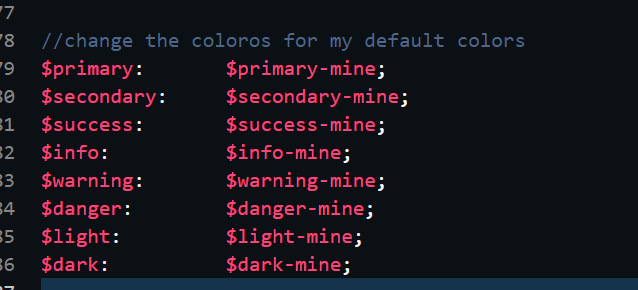 77
78 //change the coloros for my default colors
79 $primary: $primary-mine;
80 $secondary: $secondary-mine;
81 $success: $success-mine;
82 $info: $info-mine;
83 $warning: $warning-mine;
84 $danger: $danger-mine;
85 $light: $light-mine;
86 $dark: $dark-mine;